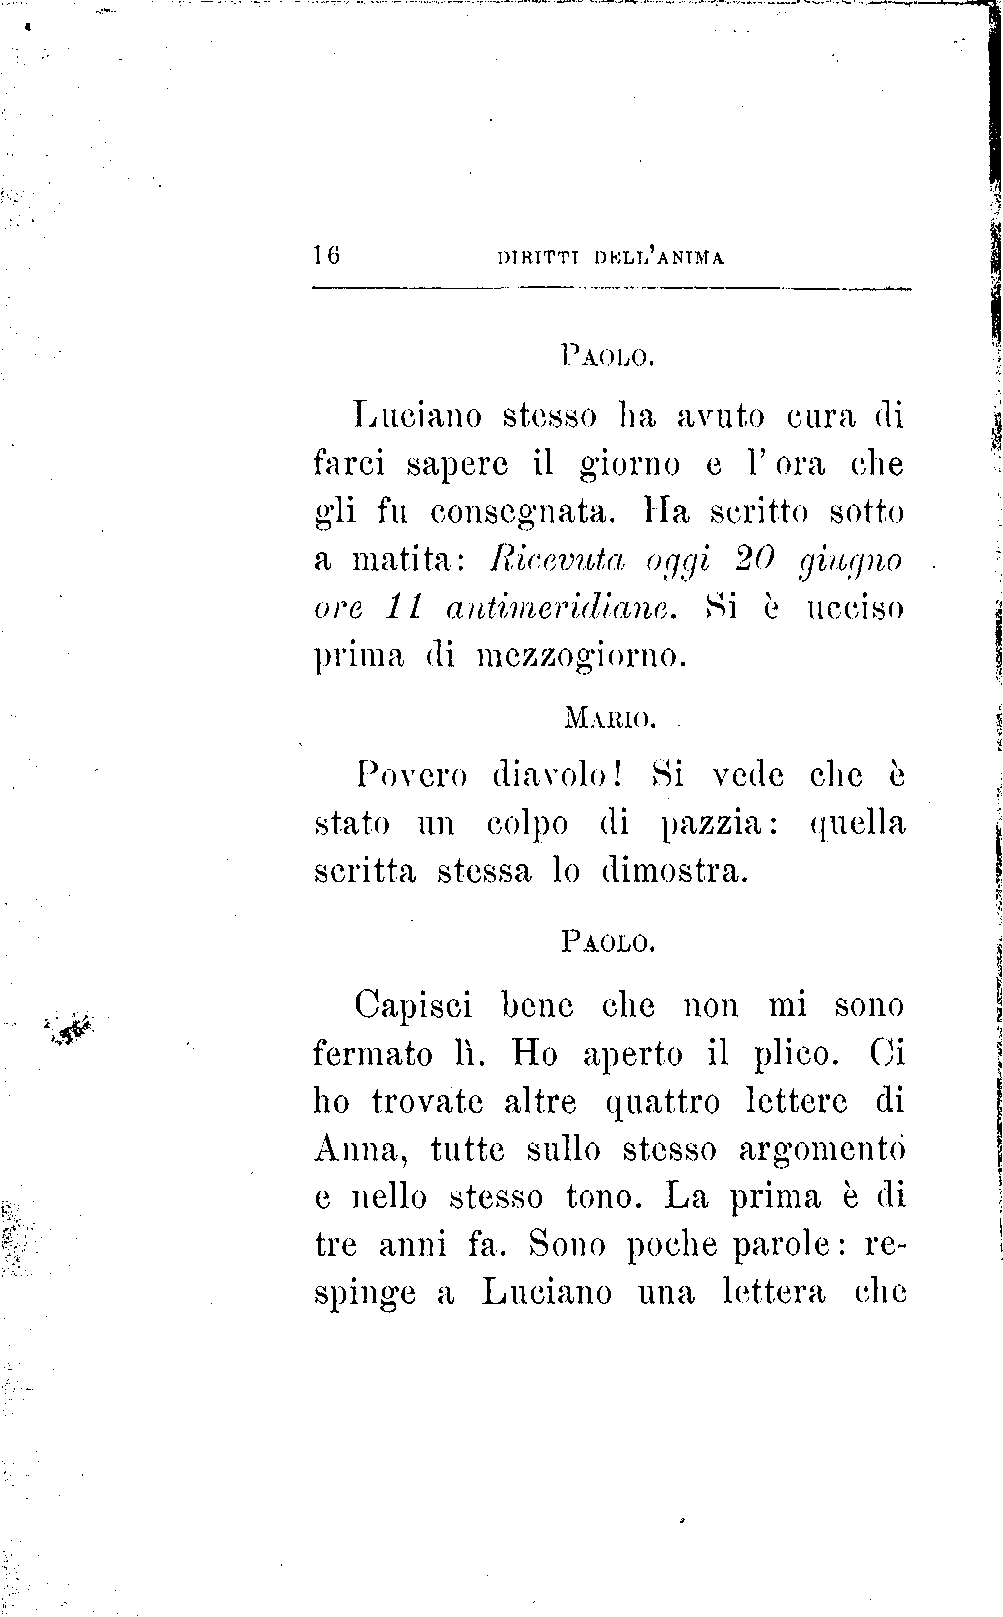 16 DIRITTI DELL'ANIMA
PAOLO.
Luciano stesso ha avuto cura di
farci sapere il giorno e l'ora che
gli fu consegnata. Ha scritto sotto
a matita: Ricevuta oggi 20 giugno
ore 11 antimeridiane. Si è ucciso
prima di mezzogiorno.
MARIO.
Povero diavolo! Si vede che è
stato un colpo di pazzia: quella
scritta stessa lo dimostra.
PAOLO.
Capisci bene che non mi sono
fermato lì. Ho aperto il plico. Ci
ho trovate altre quattro lettere di
Anna, tutte sullo stesso argomento
e nello stesso tono. La prima è di
tre anni fa. Sono poche parole: re-
spinge a Luciano una lettera che